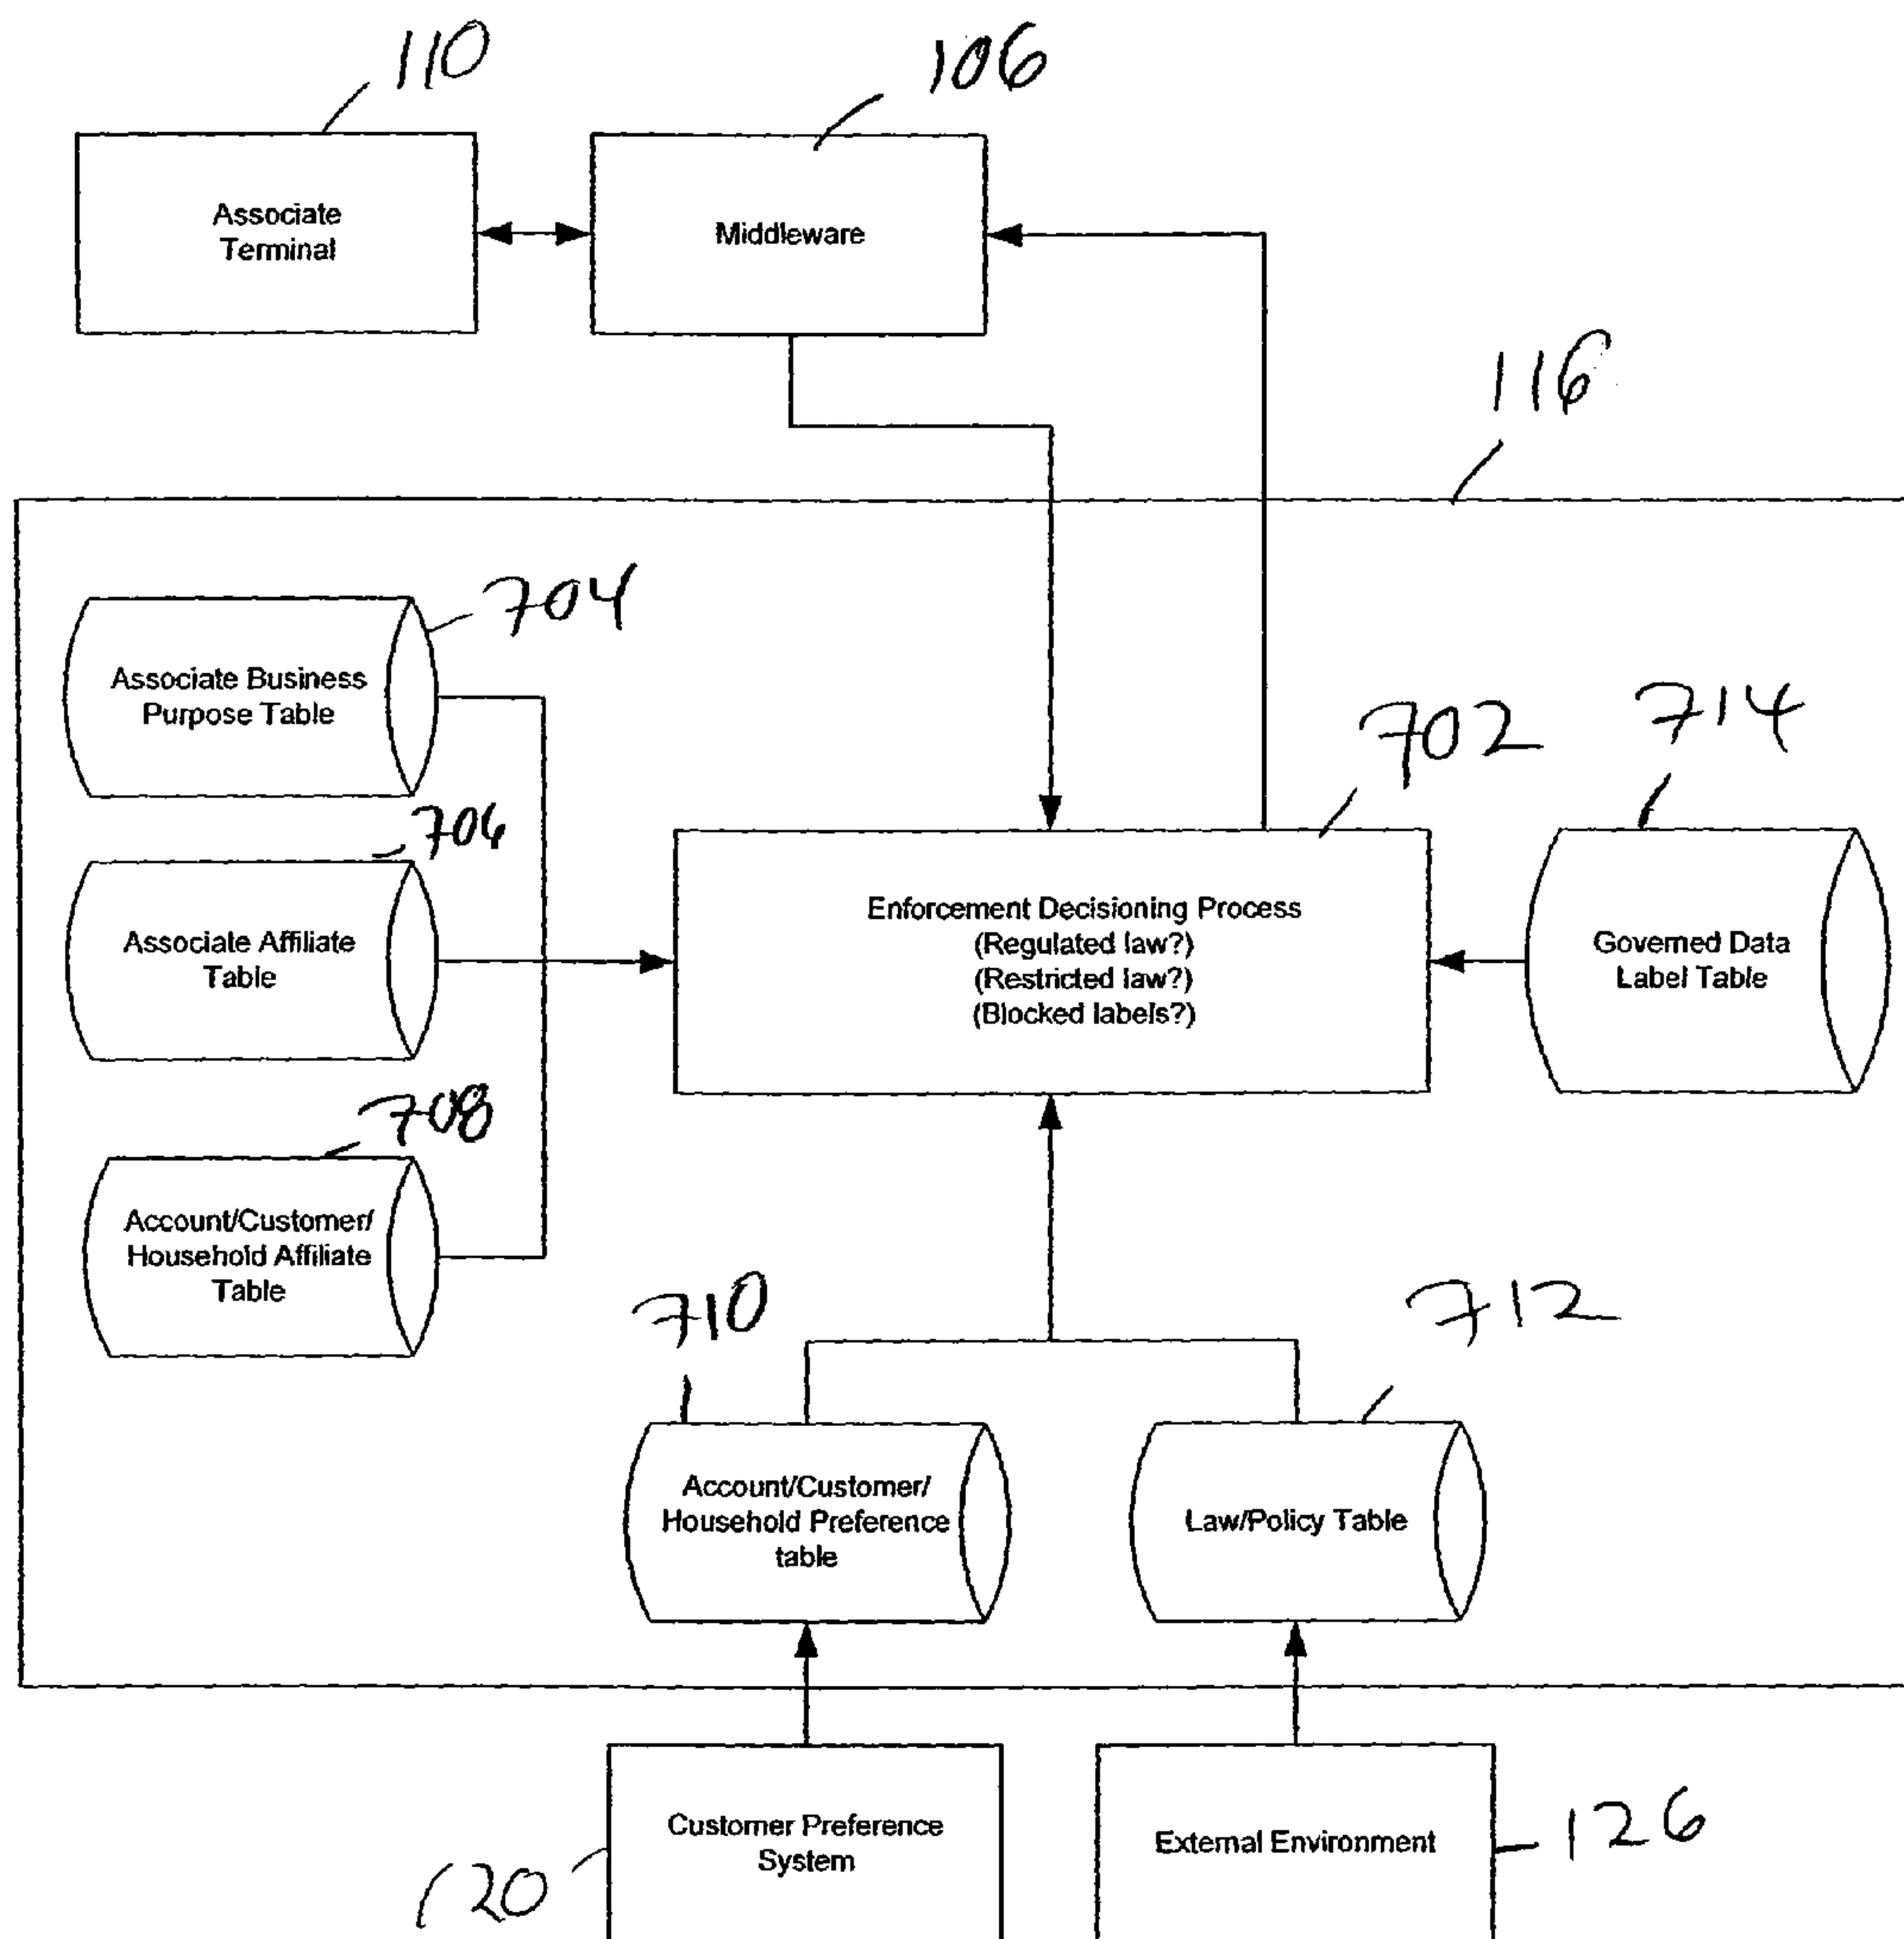 110
106
Associate
Terminal
Middleware
116
704
Associate Business
Purpose Table
706
Associate Affiliate
Table
708
Account/Customer/
Household Affiliate
Table
702
714
Enforcement Decisioning Process
(Regulated law?)
(Restricted law?)
(Blocked labels?)
Governed Data
Label Table
710
712
Account/Customer/
Household Preference
table
Law/Policy Table
Customer Preference
System
120
External Environment
126